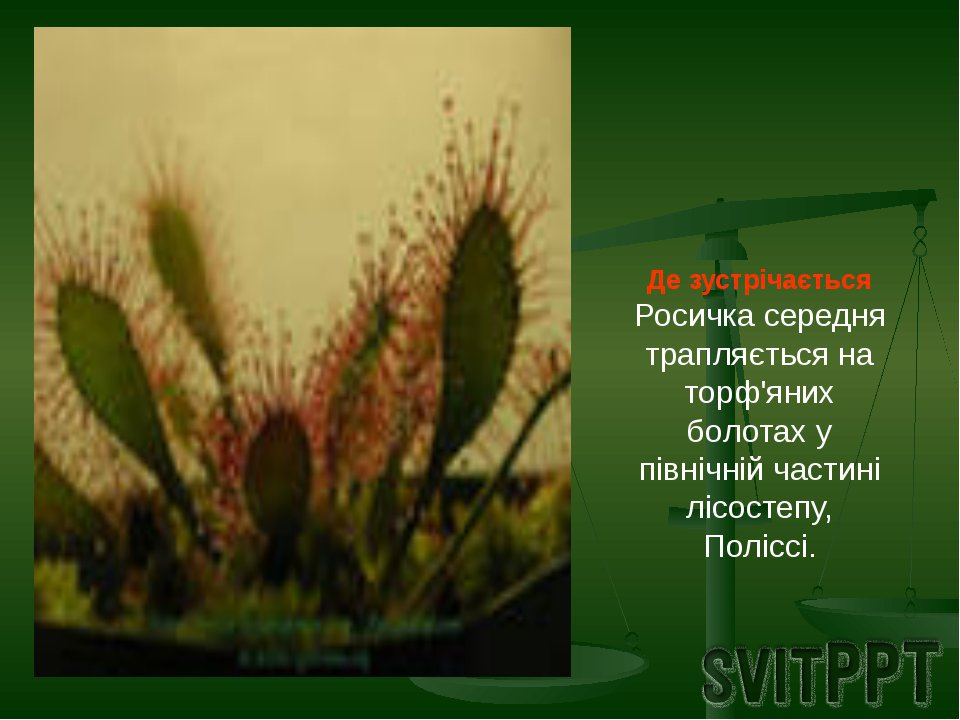 Де зустрічається
Росичка середня
трапляється на
торф'яних
болотах у
північній частині
лісостепу,
Поліссі.
SVITPPT